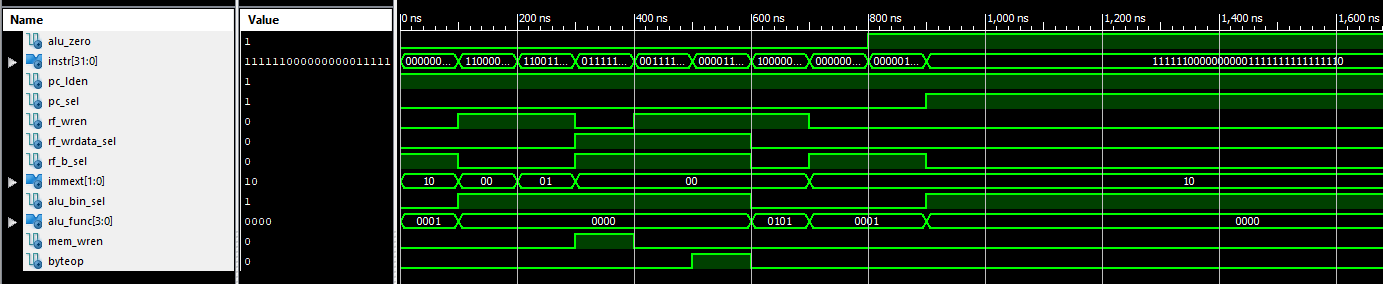 Name Value 0 ns 200 ns 400 ns 600 ns 800 ns 1,000 ns 1,200 ns 1,400 ns 1,600 ns
alu_zero 1
instr[31:0] 111111000000000011111 000000... 110000... 110011... 011111... 001111... 000011... 100000... 000000... 000001... 11111100000000001111111111111110
pc_lden 1
pc_sel 1
rf_wren 0
rf_wrdata_sel 0
rf_b_sel 0
immext[1:0] 10 10 00 01 00 10
alu_bin_sel 1
alu_func[3:0] 0000 0001 0000 0101 0001 0000
mem_wren 0
byteop 0